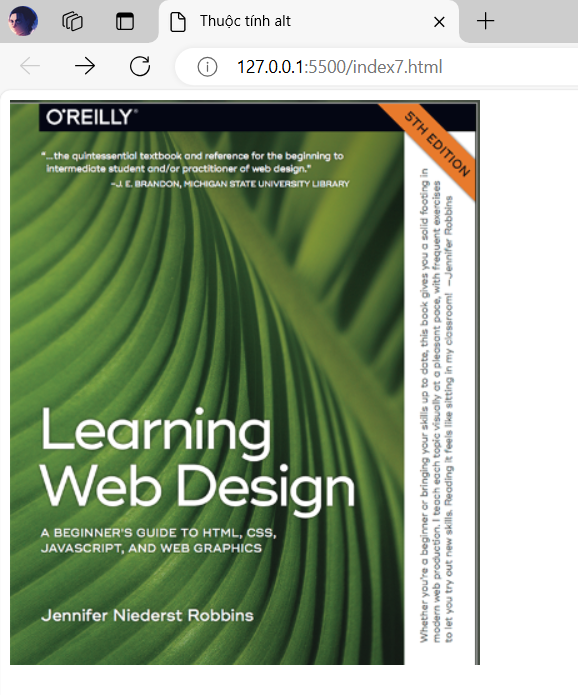 Thuộc tính alt
127.0.0.1:5500/index7.html
O'REILLY®
5TH EDITION
"...the quintessential textbook and reference for the beginning to
intermediate student and/or practitioner of web design."
–J. E. BRANDON, MICHIGAN STATE UNIVERSITY LIBRARY
Learning
Web Design
A BEGINNER'S GUIDE TO HTML, CSS,
JAVASCRIPT, AND WEB GRAPHICS
Jennifer Niederst Robbins
Whether you're a beginner or bringing your skills up to date, this book gives you a solid footing in
modern web production. I teach each topic visually at a pleasant pace, with frequent exercises
to let you try out new skills. Reading it feels like sitting in my classroom! –Jennifer Robbins